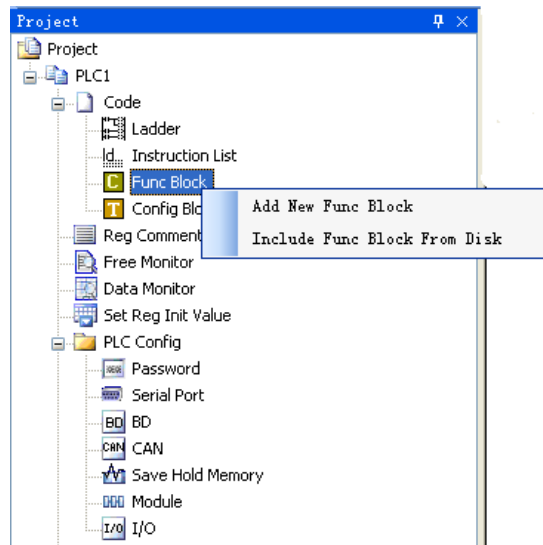 Project
Project
PLC1
Code
Ladder
Instruction List
C Func Block
Add New Func Block
T Config Blo
Include Func Block From Disk
Reg Comment
Free Monitor
Data Monitor
Set Reg Init Value
PLC Config
Password
Serial Port
BD BD
CAN CAN
Save Hold Memory
Module
I/O I/O